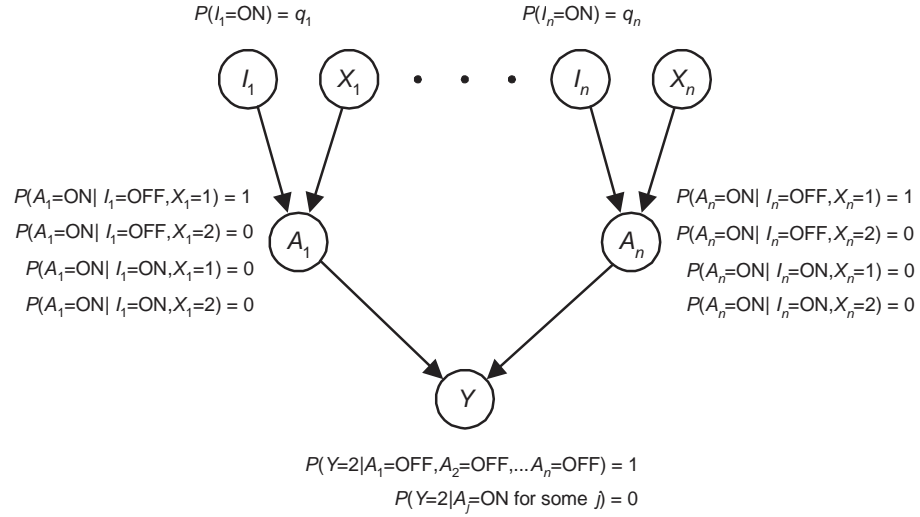 P(I₁=ON) = q₁
P(Iₙ=ON) = qₙ
I₁
X₁
Iₙ
Xₙ
P(A₁=ON| I₁=OFF,X₁=1) = 1
P(A₁=ON| I₁=OFF,X₁=2) = 0
P(A₁=ON| I₁=ON,X₁=1) = 0
P(A₁=ON| I₁=ON,X₁=2) = 0
A₁
Aₙ
P(Aₙ=ON| Iₙ=OFF,Xₙ=1) = 1
P(Aₙ=ON| Iₙ=OFF,Xₙ=2) = 0
P(Aₙ=ON| Iₙ=ON,Xₙ=1) = 0
P(Aₙ=ON| Iₙ=ON,Xₙ=2) = 0
Y
P(Y=2|A₁=OFF,A₂=OFF,...Aₙ=OFF) = 1
P(Y=2|Aⱼ=ON for some j) = 0